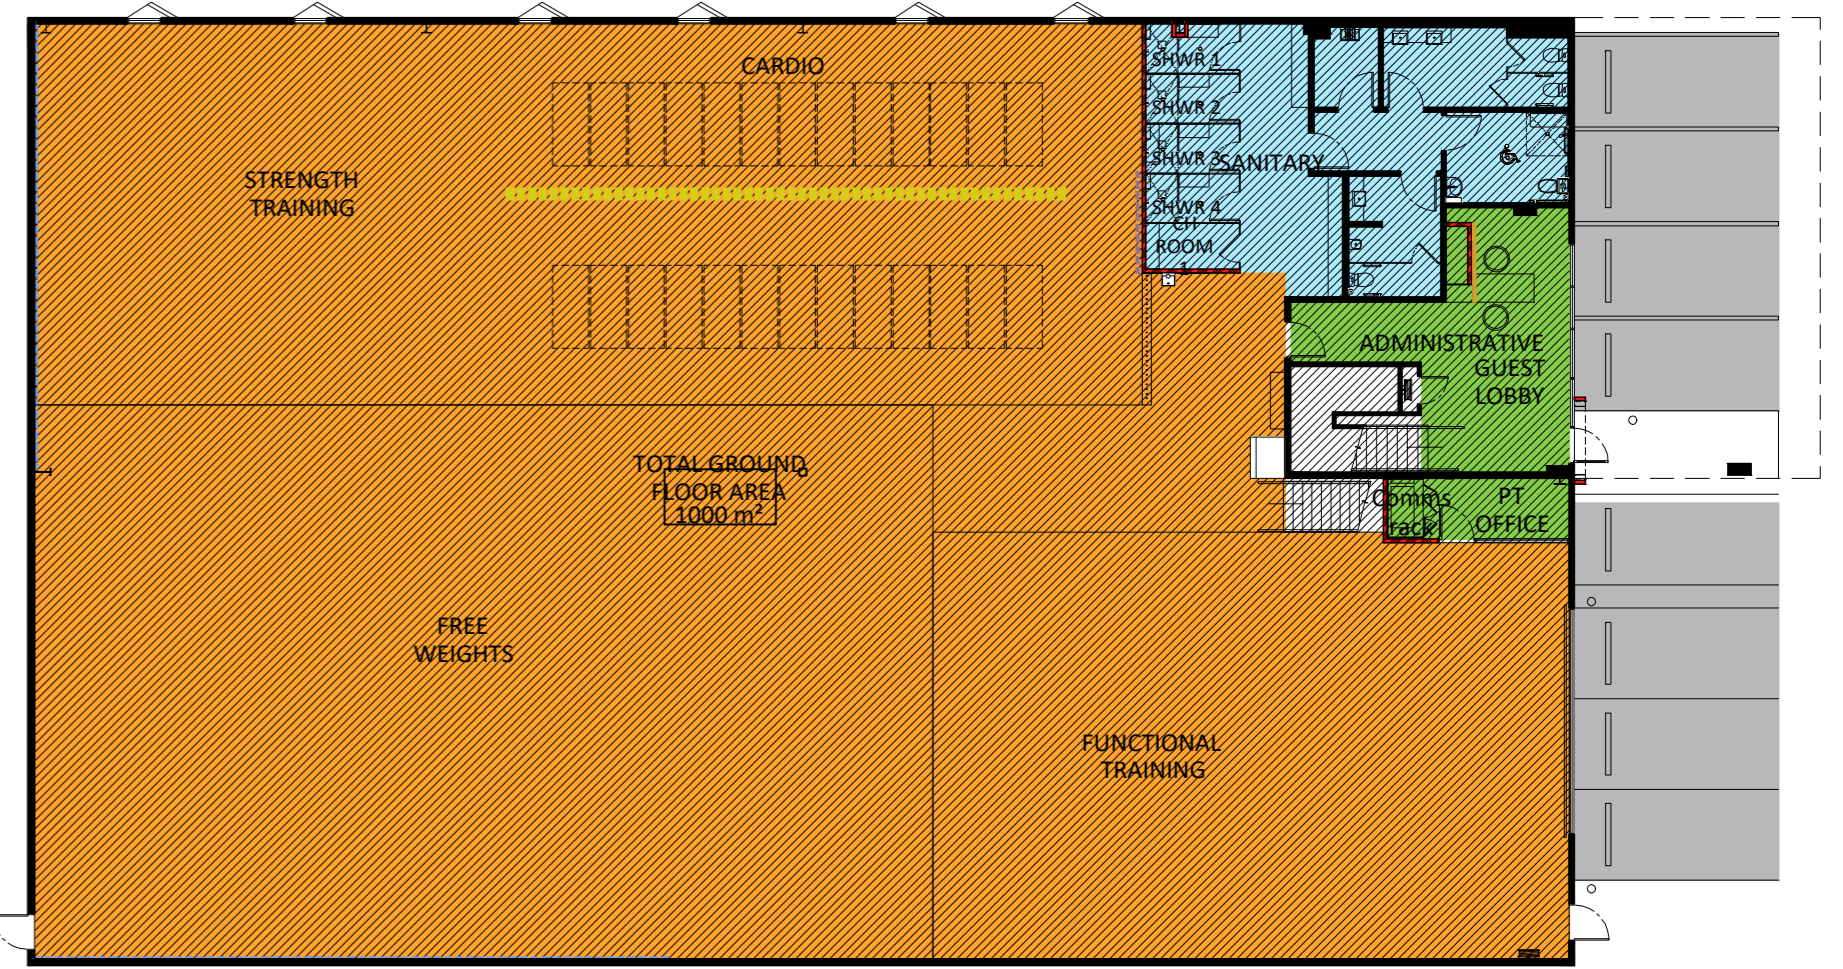 CARDIO
STRENGTH
TRAINING
SHWR 1
SHWR 2
SHWR 3
SANITARY
SHWR 4
CH
ROOM
1
ADMINISTRATIVE
GUEST
LOBBY
TOTAL GROUND
FLOOR AREA
1000 m²
Comms
rack
PT
OFFICE
FREE
WEIGHTS
FUNCTIONAL
TRAINING